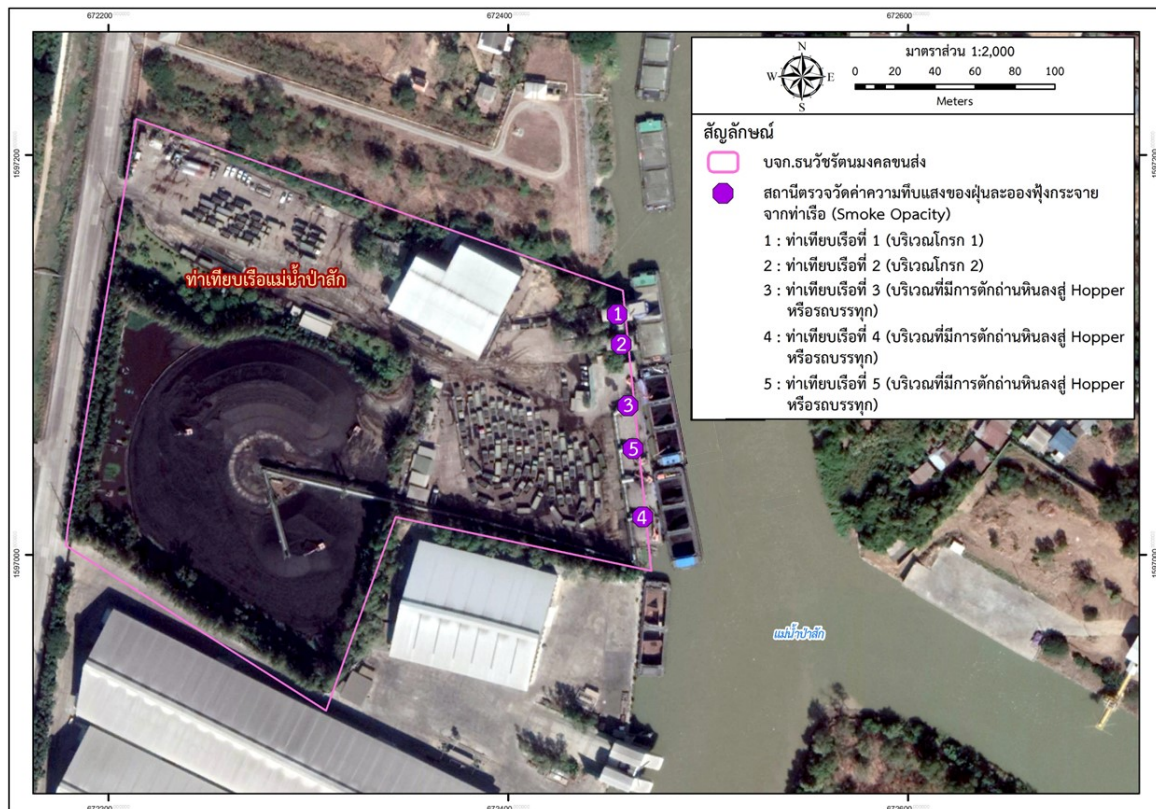 672200
672400
672600
1597200
1597200
1597000
1597000
672200
672400
672600
N
W
E
S
มาตราส่วน 1:2,000
0 20 40 60 80 100
Meters
สัญลักษณ์
บจก.ธนวัชรัตนมงคลขนส่ง
สถานีตรวจวัดค่าความทึบแสงของฝุ่นละอองฟุ้งกระจาย
จากท่าเรือ (Smoke Opacity)
1 : ท่าเทียบเรือที่ 1 (บริเวณโกรก 1)
2 : ท่าเทียบเรือที่ 2 (บริเวณโกรก 2)
3 : ท่าเทียบเรือที่ 3 (บริเวณที่มีการตักถ่านหินลงสู่ Hopper
หรือรถบรรทุก)
4 : ท่าเทียบเรือที่ 4 (บริเวณที่มีการตักถ่านหินลงสู่ Hopper
หรือรถบรรทุก)
5 : ท่าเทียบเรือที่ 5 (บริเวณที่มีการตักถ่านหินลงสู่ Hopper
หรือรถบรรทุก)
ท่าเทียบเรือแม่น้ำป่าสัก
1
2
3
5
4
แม่น้ำป่าสัก